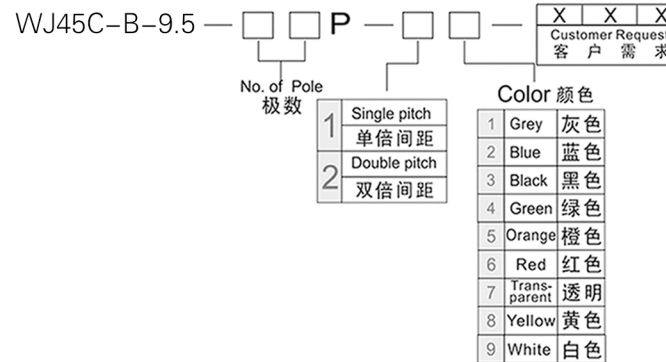 WJ45C-B-9.5 — □ □ P — □ □ — X X X
Customer Request
客户需求
No. of Pole
极数
1 Single pitch
单倍间距
2 Double pitch
双倍间距
Color 颜色
1 Grey 灰色
2 Blue 蓝色
3 Black 黑色
4 Green 绿色
5 Orange 橙色
6 Red 红色
7 Trans-
parent 透明
8 Yellow 黄色
9 White 白色